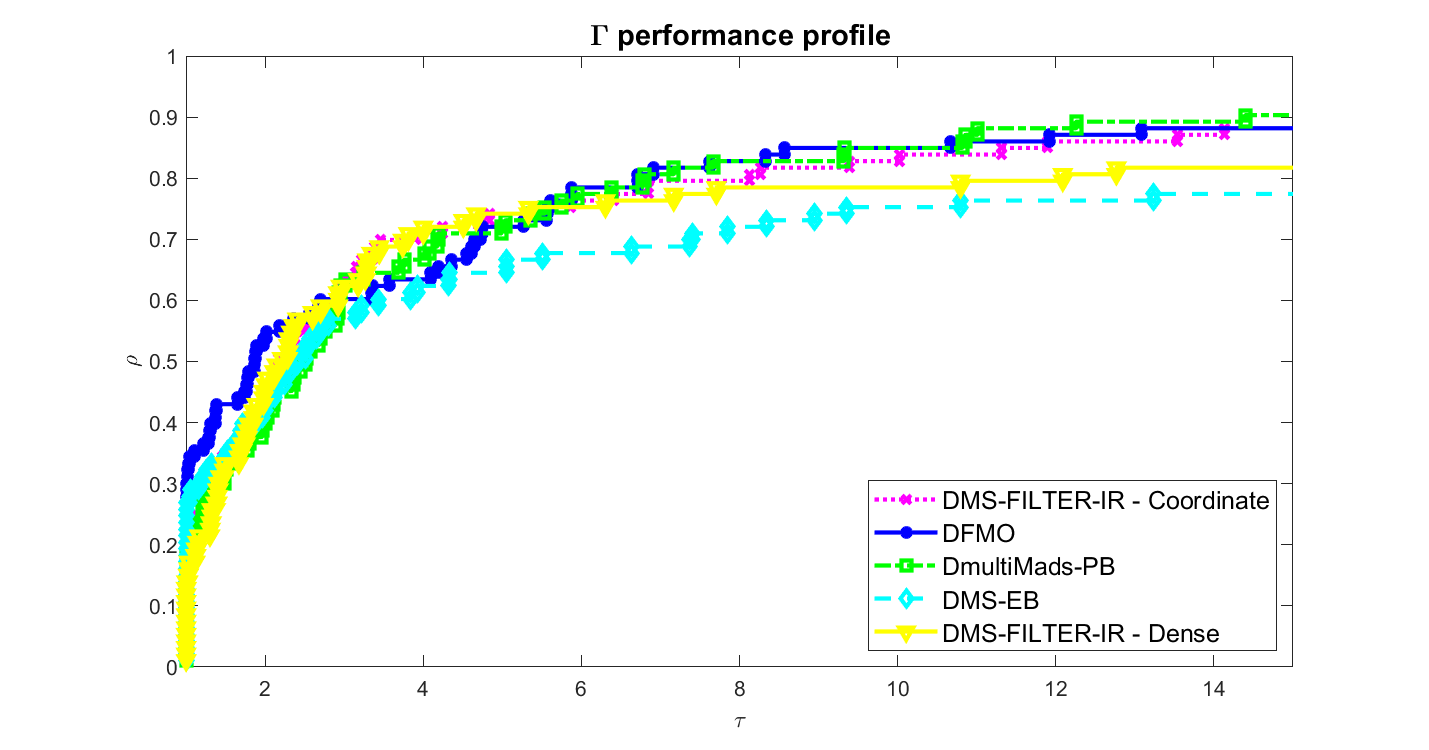 Γ performance profile
1
0.9
0.8
0.7
0.6
0.5
0.4
0.3
0.2
0.1
0
ρ
2 4 6 8 10 12 14
τ
DMS-FILTER-IR - Coordinate
DFMO
DmultiMads-PB
DMS-EB
DMS-FILTER-IR - Dense